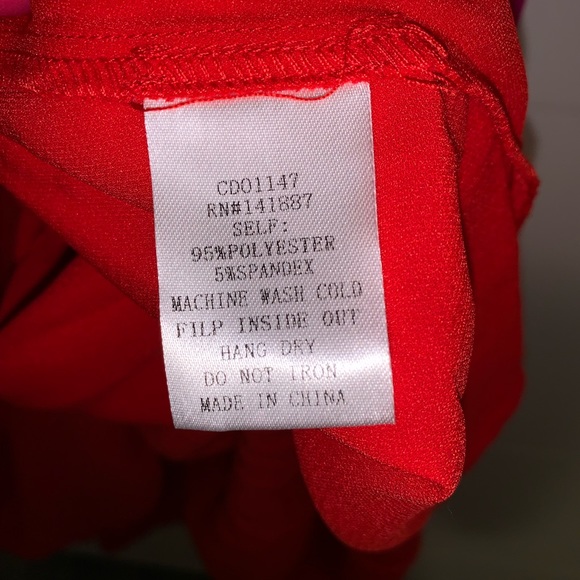 CD01147
RN#141887
SELF:
95%POLYESTER
5%SPANDEX
MACHINE WASH COLD
FILP INSIDE OUT
HANG DRY
DO NOT IRON
MADE IN CHINA